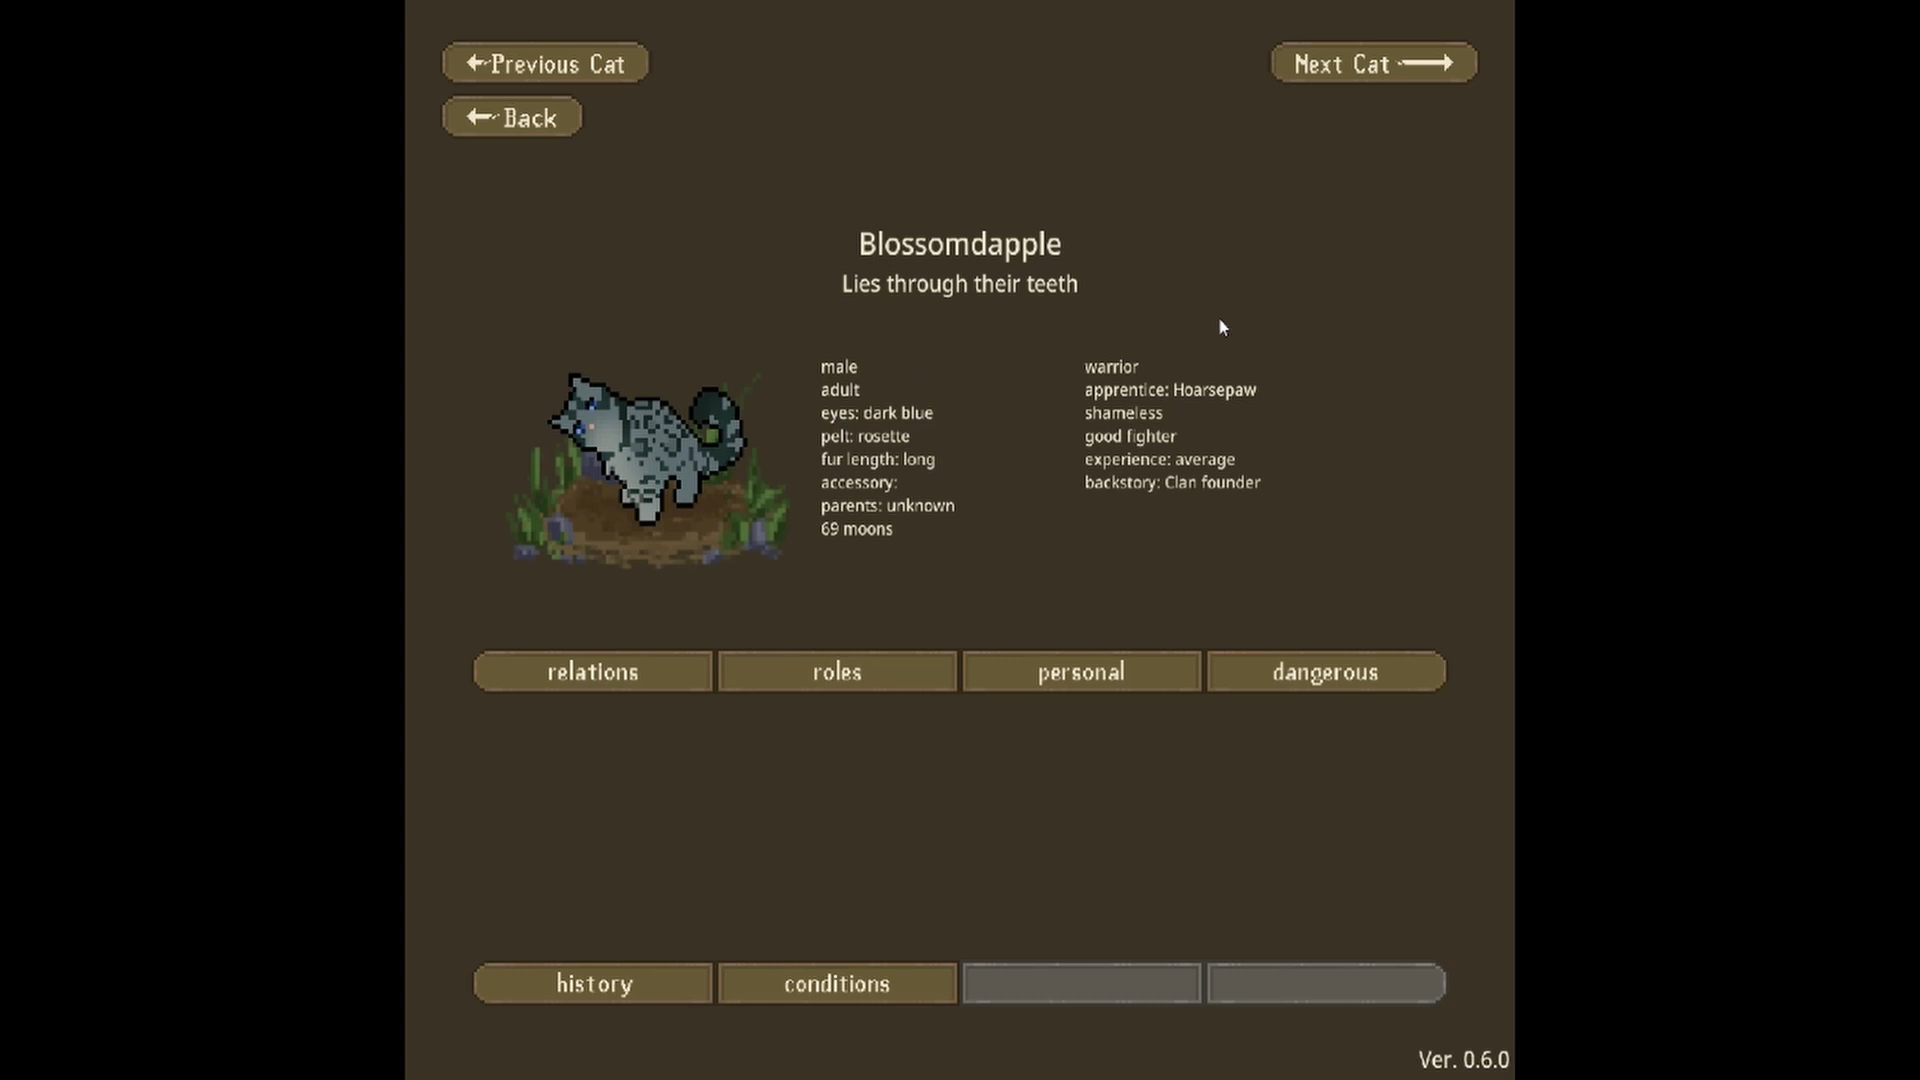 Previous Cat
Next Cat
Back
Blossomdapple
Lies through their teeth
male
adult
eyes: dark blue
pelt: rosette
fur length: long
accessory:
parents: unknown
69 moons
warrior
apprentice: Hoarsepaw
shameless
good fighter
experience: average
backstory: Clan founder
relations
roles
personal
dangerous
history
conditions
Ver. 0.6.0